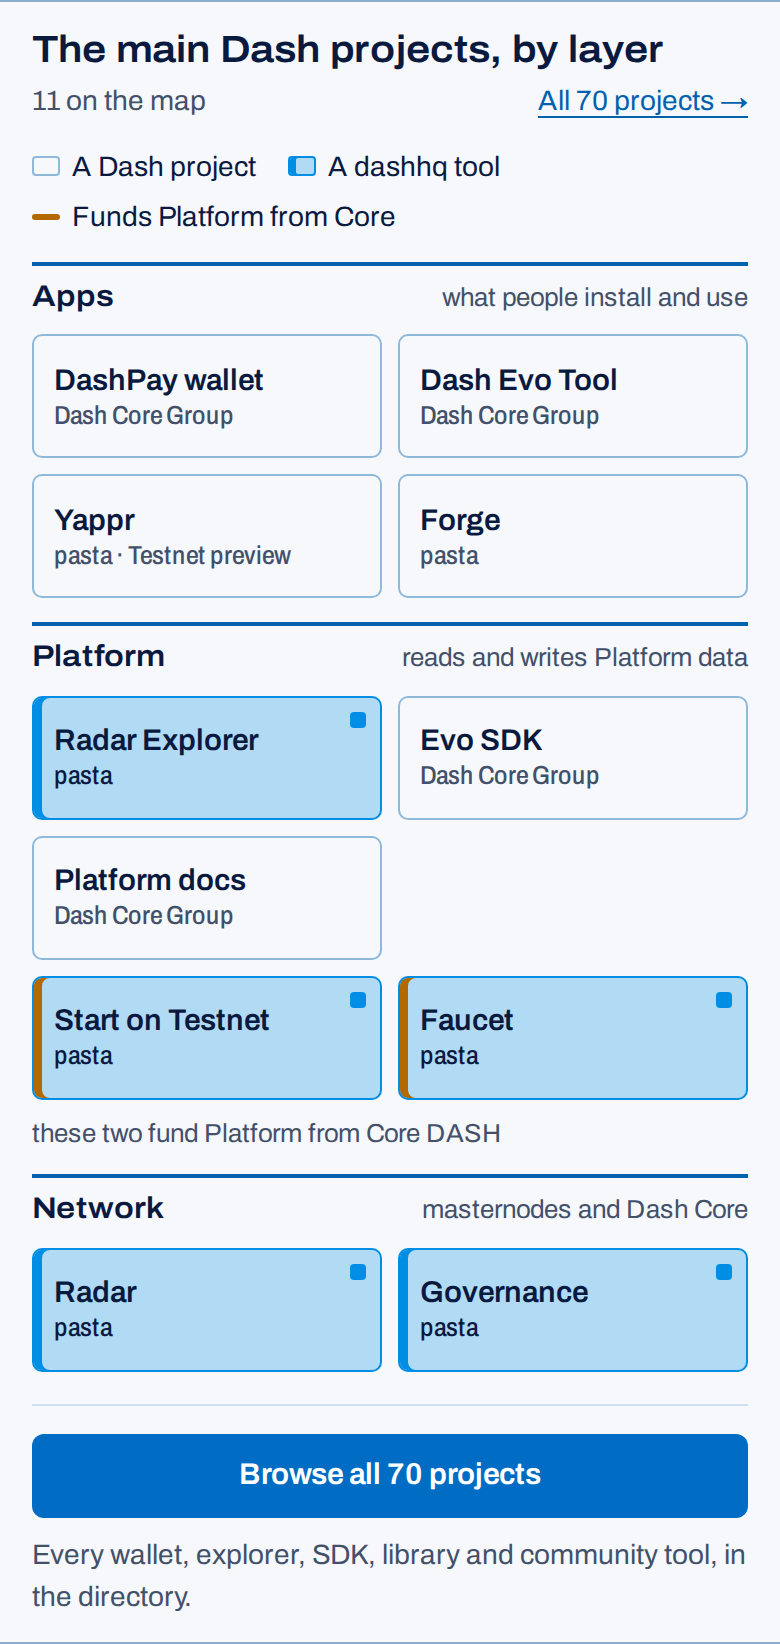 The main Dash projects, by layer
11 on the map
All 70 projects →
A Dash project
A dashhq tool
Funds Platform from Core
Apps
what people install and use
DashPay wallet
Dash Core Group
Dash Evo Tool
Dash Core Group
Yappr
pasta · Testnet preview
Forge
pasta
Platform
reads and writes Platform data
Radar Explorer
pasta
Evo SDK
Dash Core Group
Platform docs
Dash Core Group
Start on Testnet
pasta
Faucet
pasta
these two fund Platform from Core DASH
Network
masternodes and Dash Core
Radar
pasta
Governance
pasta
Browse all 70 projects
Every wallet, explorer, SDK, library and community tool, in
the directory.